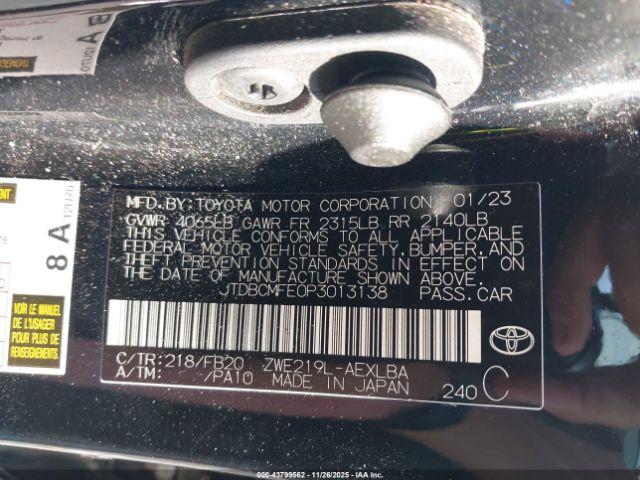 MFD.BY: TOYOTA MOTOR CORPORATION 01/23
GVWR 4065LB GAWR FR 2315LB RR 2140LB
THIS VEHICLE CONFORMS TO ALL APPLICABLE
FEDERAL MOTOR VEHICLE SAFETY, BUMPER, AND
THEFT PREVENTION STANDARDS IN EFFECT ON
THE DATE OF MANUFACTURE SHOWN ABOVE.
JTDBCMFE0P3013138 PASS.CAR
C/TR: 218/FB20 ZWE219L-AEXLBA
A/TM: /PA10 MADE IN JAPAN
240 C
TOYOTA
8 A
VOIR LE MANUEL
DE L'USAGER
POUR PLUS DE
RENSEIGNEMENTS
000-43799562 - 11/26/2025 - IAAI.COM